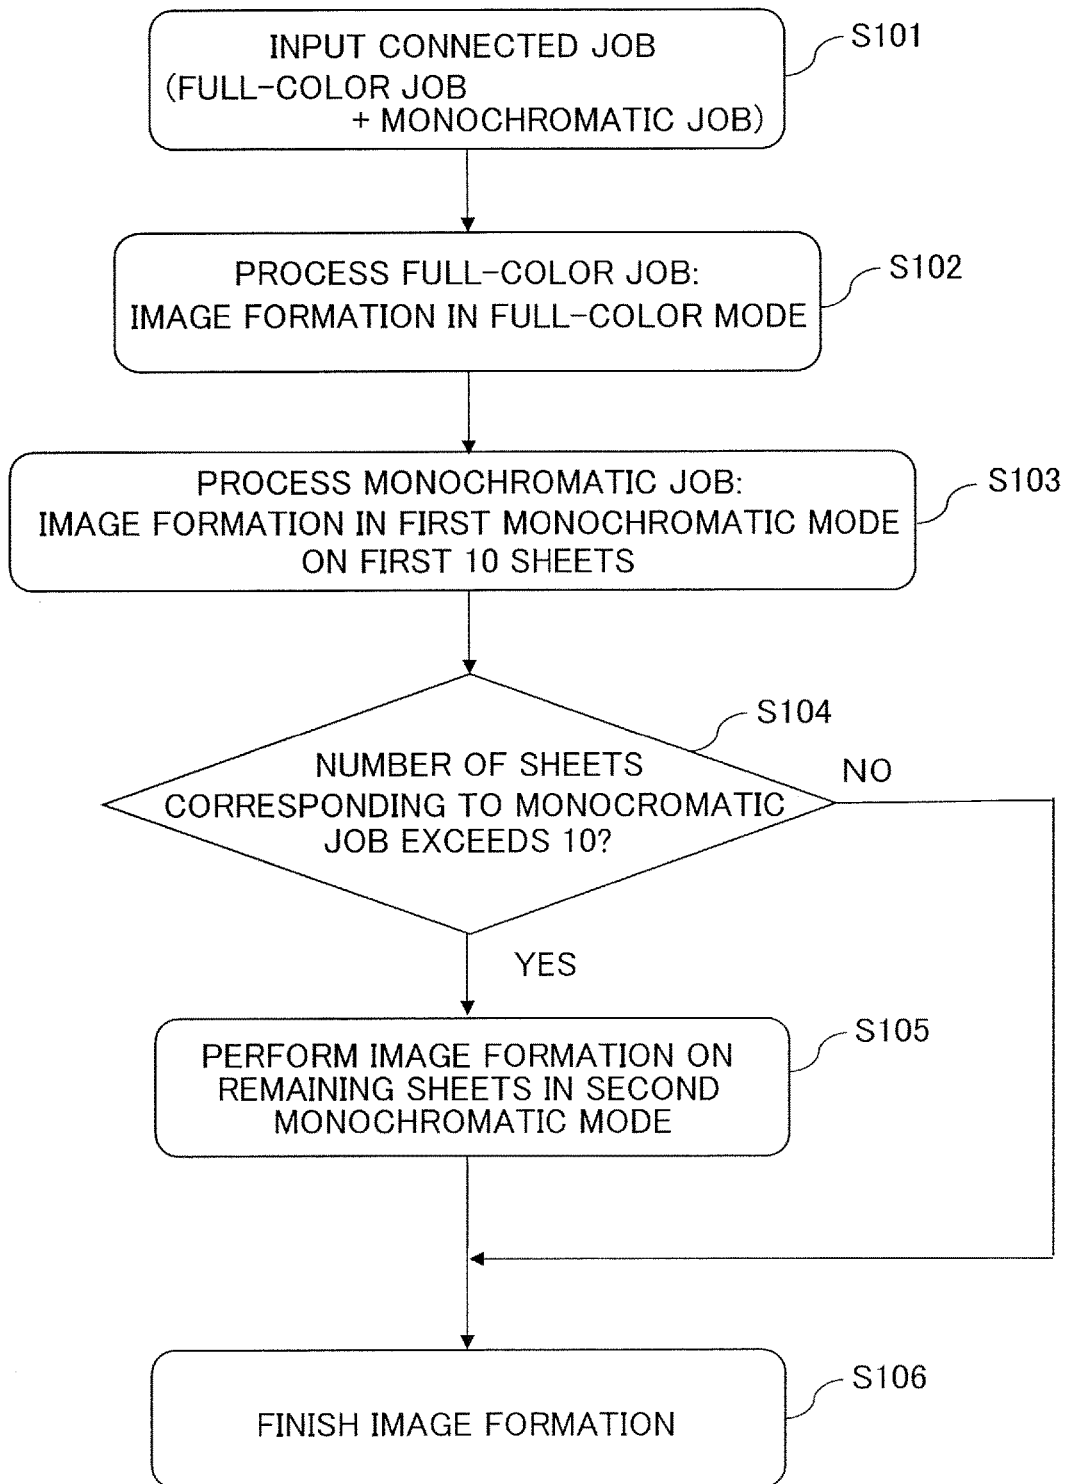 INPUT CONNECTED JOB
(FULL-COLOR JOB
+ MONOCHROMATIC JOB)
S101
PROCESS FULL-COLOR JOB:
IMAGE FORMATION IN FULL-COLOR MODE
S102
PROCESS MONOCHROMATIC JOB:
IMAGE FORMATION IN FIRST MONOCHROMATIC MODE
ON FIRST 10 SHEETS
S103
NUMBER OF SHEETS
CORRESPONDING TO MONOCROMATIC
JOB EXCEEDS 10?
S104
NO
YES
PERFORM IMAGE FORMATION ON
REMAINING SHEETS IN SECOND
MONOCHROMATIC MODE
S105
FINISH IMAGE FORMATION
S106